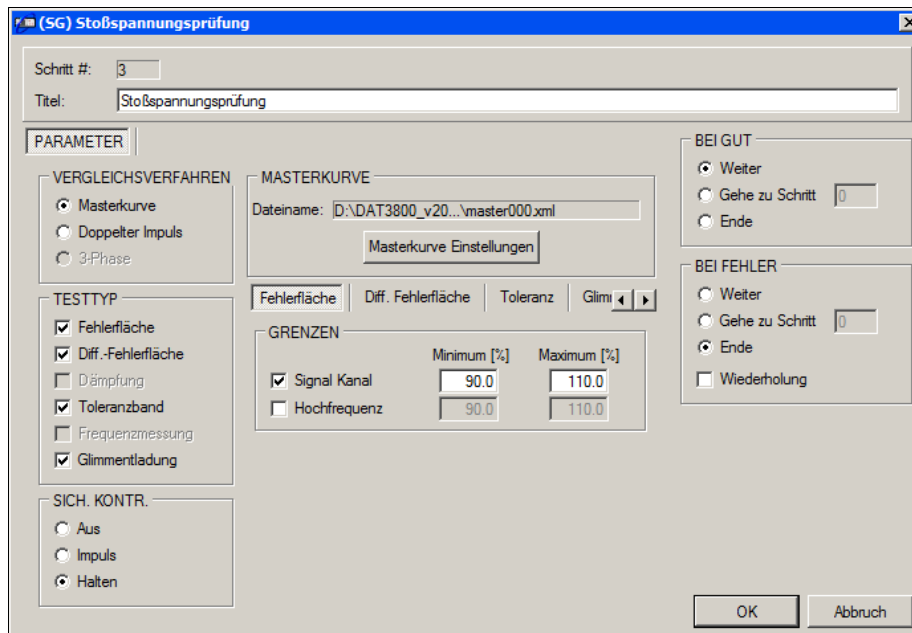 (SG) Stoßspannungsprüfung
Schritt #: 3
Titel: Stoßspannungsprüfung
PARAMETER
VERGLEICHSVERFAHREN
Masterkurve
Doppelter Impuls
3-Phase
TESTTYP
Fehlerfläche
Diff.-Fehlerfläche
Dämpfung
Toleranzband
Frequenzmessung
Glimmentladung
SICH. KONTR.
Aus
Impuls
Halten
MASTERKURVE
Dateiname: D:\DAT3800_v20...\master000.xml
Masterkurve Einstellungen
Fehlerfläche Diff. Fehlerfläche Toleranz Glimr
GRENZEN
Minimum [%] Maximum [%]
Signal Kanal 90.0 110.0
Hochfrequenz 90.0 110.0
BEI GUT
Weiter
Gehe zu Schritt 0
Ende
BEI FEHLER
Weiter
Gehe zu Schritt 0
Ende
Wiederholung
OK Abbruch